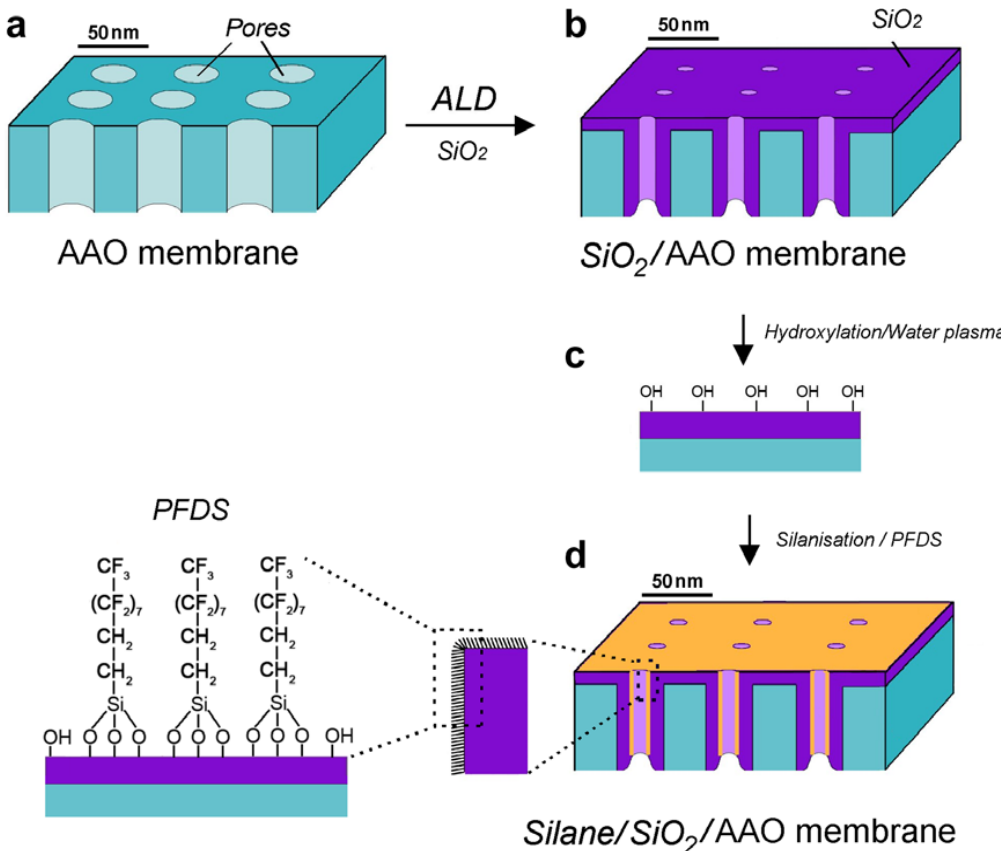 a
50 nm
Pores
AAO membrane
ALD
SiO2
b
50 nm
SiO2
SiO2/AAO membrane
Hydroxylation/Water plasma
c
OH OH OH OH OH
Silanisation / PFDS
d
50 nm
PFDS
CF3 CF3 CF3
(CF2)7 (CF2)7 (CF2)7
CH2 CH2 CH2
CH2 CH2 CH2
Si Si Si
OH O O O O O O O O O OH
Silane/SiO2/AAO membrane